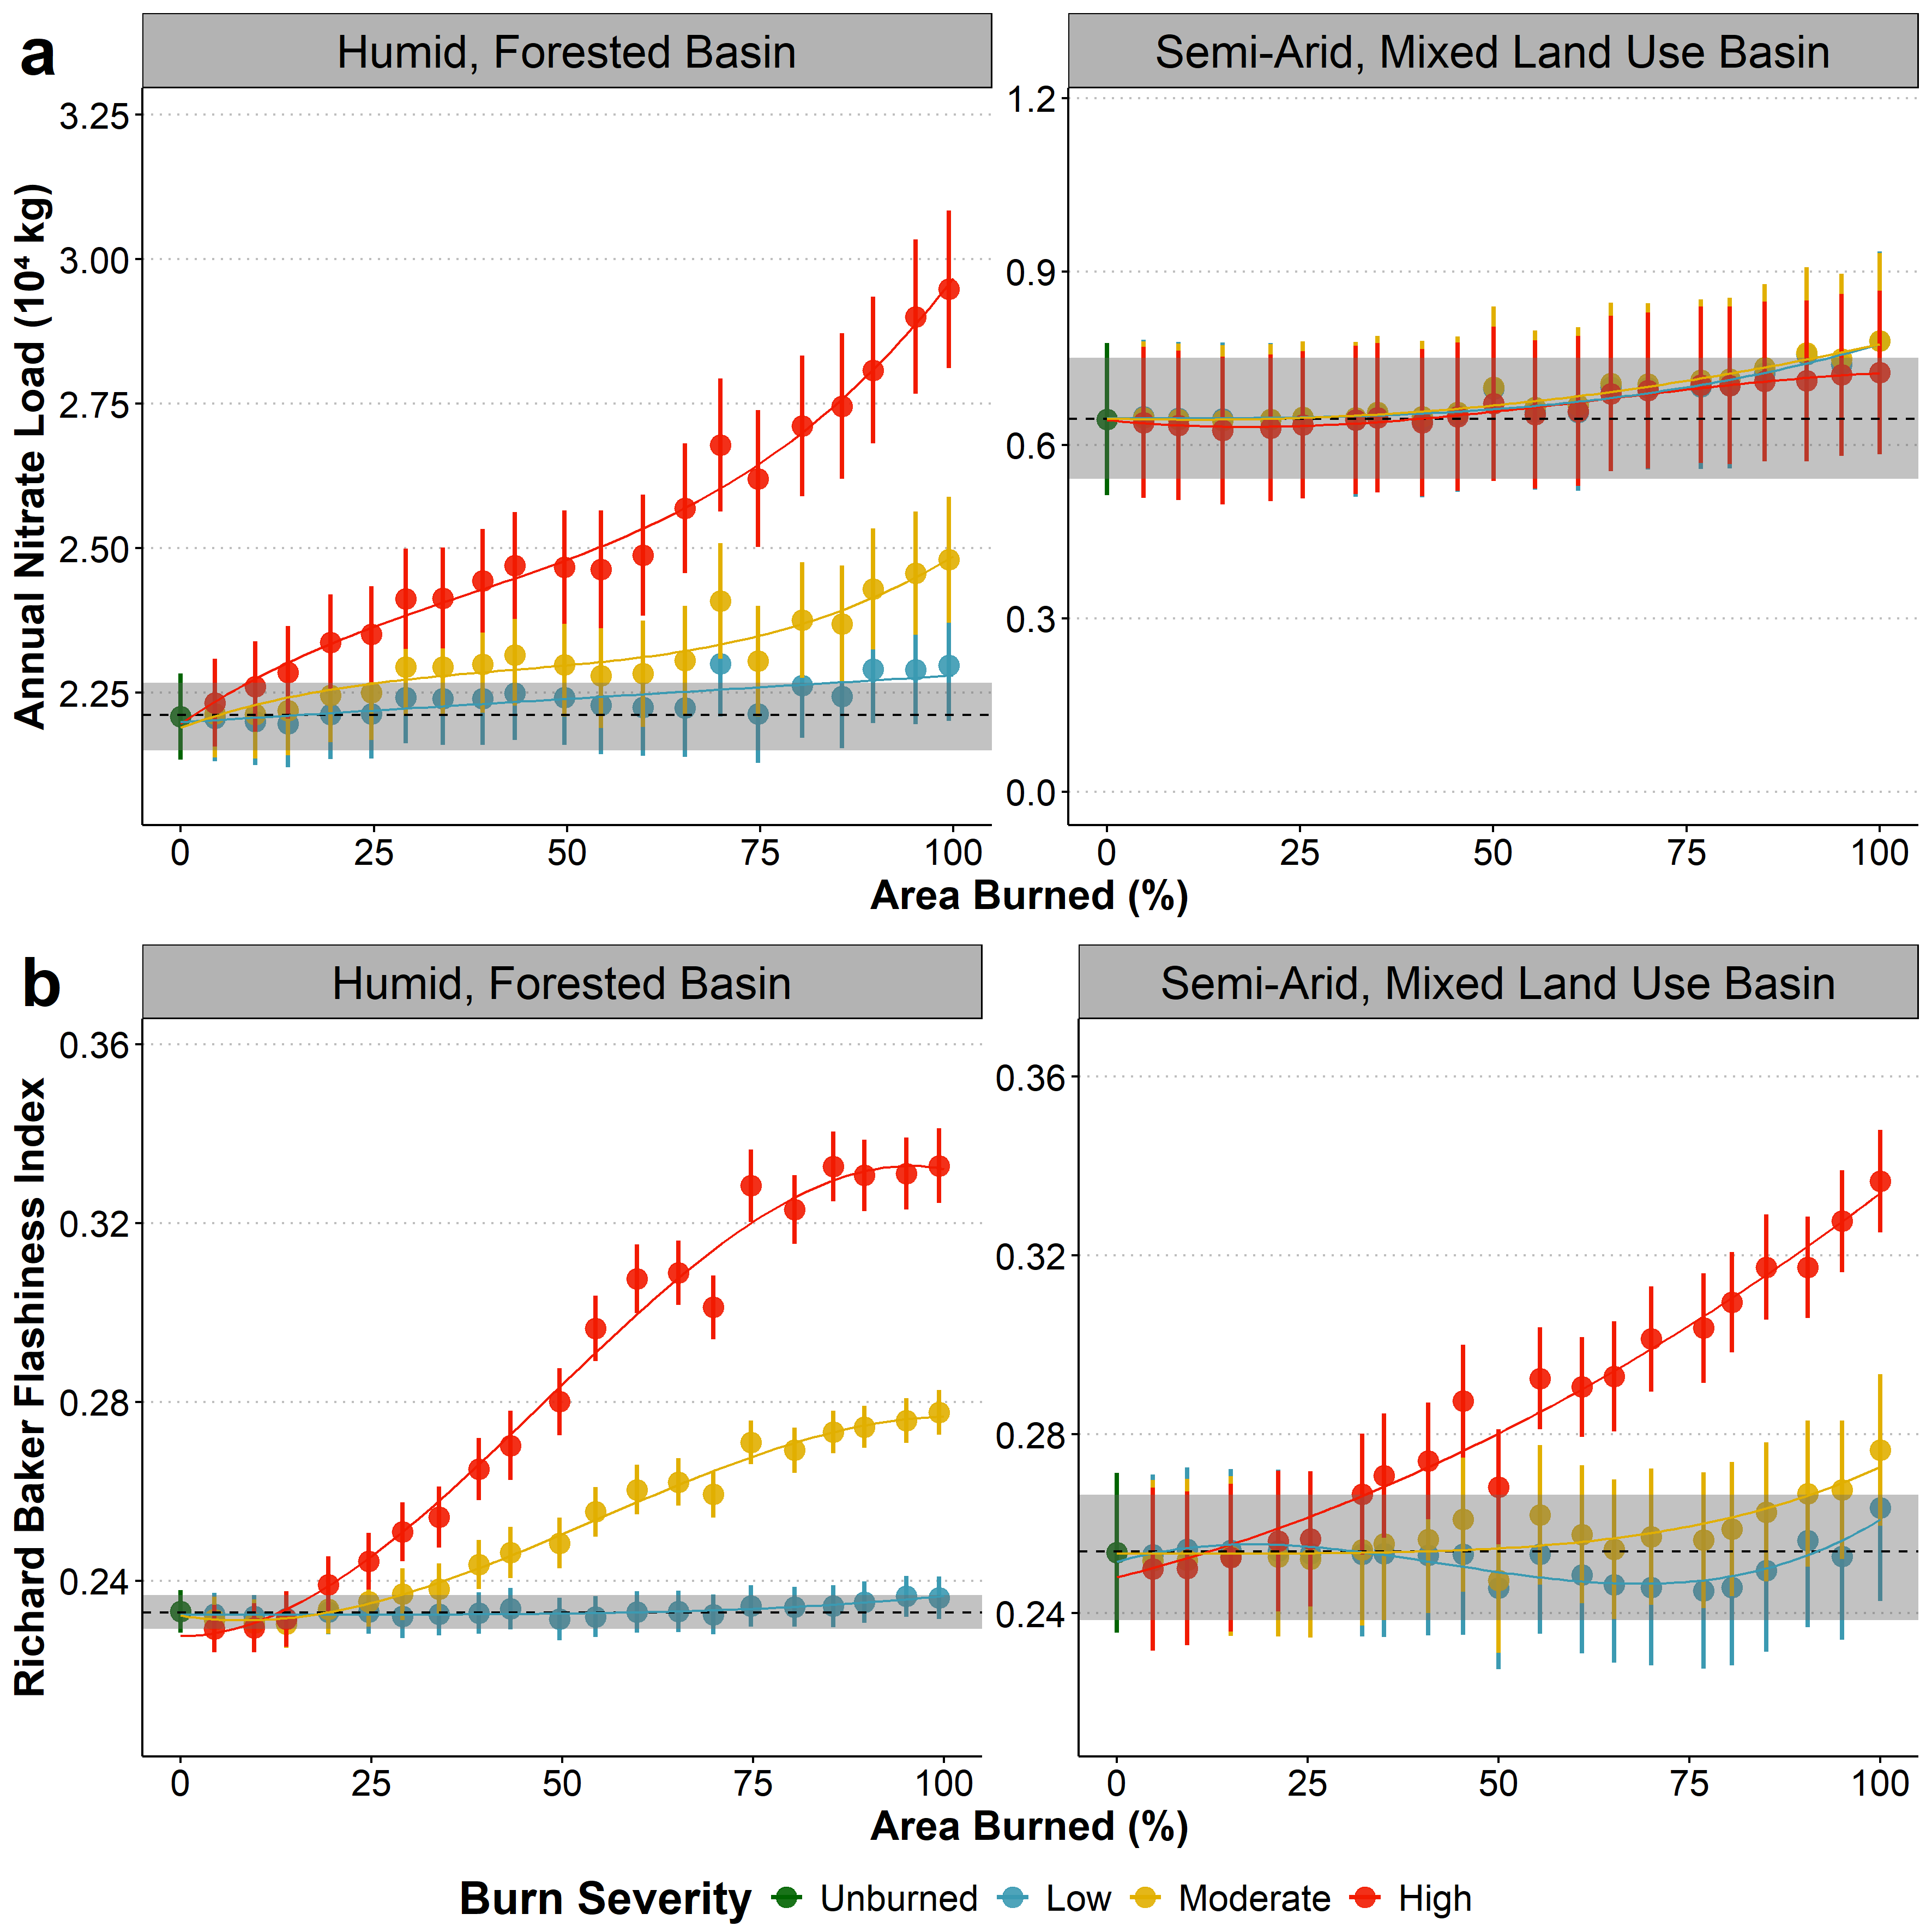 a
Humid, Forested Basin
Semi-Arid, Mixed Land Use Basin
Annual Nitrate Load (10⁴ kg)
3.25
3.00
2.75
2.50
2.25
1.2
0.9
0.6
0.3
0.0
0 25 50 75 100
0 25 50 75 100
Area Burned (%)
b
Humid, Forested Basin
Semi-Arid, Mixed Land Use Basin
Richard Baker Flashiness Index
0.36
0.32
0.28
0.24
0.36
0.32
0.28
0.24
0 25 50 75 100
0 25 50 75 100
Area Burned (%)
Burn Severity Unburned Low Moderate High